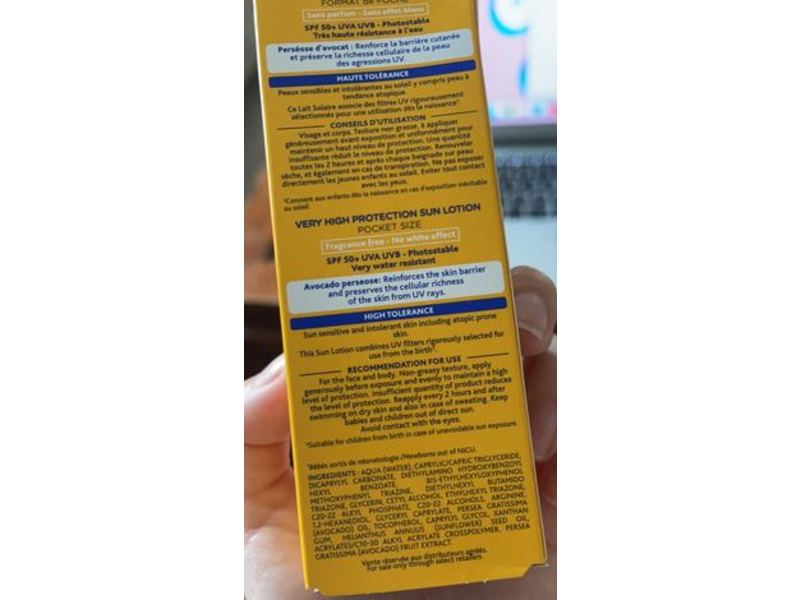 FORMAT de POCHE
Sans parfum - Sans effet blanc
SPF 50+ UVA UVB - Photostable
Très haute résistance à l'eau
Perséose d'avocat : Renforce la barrière cutanée
et préserve la richesse cellulaire de la peau
des agressions UV.
HAUTE TOLÉRANCE
Peaux sensibles et intolérantes au soleil y compris peau à
tendance atopique.
Ce Lait Solaire associe des filtres UV rigoureusement
sélectionnés pour une utilisation dès la naissance*.
CONSEILS D'UTILISATION
Visage et corps. Texture non grasse, à appliquer
généreusement avant exposition et uniformément pour
maintenir un haut niveau de protection. Une quantité
insuffisante réduit le niveau de protection. Renouveler
toutes les 2 heures et après chaque baignade sur peau
sèche, et également en cas de transpiration. Ne pas exposer
directement les jeunes enfants au soleil. Eviter tout contact
avec les yeux.
*Convient aux enfants dès la naissance en cas d'exposition inévitable
au soleil.
VERY HIGH PROTECTION SUN LOTION
POCKET SIZE
Fragrance free - No white effect
SPF 50+ UVA UVB - Photostable
Very water resistant
Avocado perseose: Reinforces the skin barrier
and preserves the cellular richness
of the skin from UV rays.
HIGH TOLERANCE
Sun sensitive and intolerant skin including atopic prone
skin.
This Sun Lotion combines UV filters rigorously selected for
use from the birth*.
RECOMMENDATION FOR USE
For the face and body. Non-greasy texture, apply
generously before exposure and evenly to maintain a high
level of protection. Insufficient quantity of product reduces
the level of protection. Reapply every 2 hours and after
swimming on dry skin and also in case of sweating. Keep
babies and children out of direct sun.
Avoid contact with the eyes.
*Suitable for children from birth in case of unavoidable sun exposure.
*Bébés sortis de néonatologie /Newborns out of NICU.
INGREDIENTS : AQUA (WATER), CAPRYLIC/CAPRIC TRIGLYCERIDE,
DICAPRYLYL CARBONATE, DIETHYLAMINO HYDROXYBENZOYL
HEXYL BENZOATE, BIS-ETHYLHEXYLOXYPHENOL
METHOXYPHENYL TRIAZINE, DIETHYLHEXYL BUTAMIDO
TRIAZONE, GLYCERIN, CETYL ALCOHOL, ETHYLHEXYL TRIAZONE,
C20-22 ALKYL PHOSPHATE, C20-22 ALCOHOLS, ARGININE,
1,2-HEXANEDIOL, GLYCERYL CAPRYLATE, PERSEA GRATISSIMA
(AVOCADO) OIL, TOCOPHEROL, CAPRYLYL GLYCOL, XANTHAN
GUM, HELIANTHUS ANNUUS (SUNFLOWER) SEED OIL,
ACRYLATES/C10-30 ALKYL ACRYLATE CROSSPOLYMER, PERSEA
GRATISSIMA (AVOCADO) FRUIT EXTRACT.
Vente réservée aux distributeurs agréés.
For sale only through select retailers.